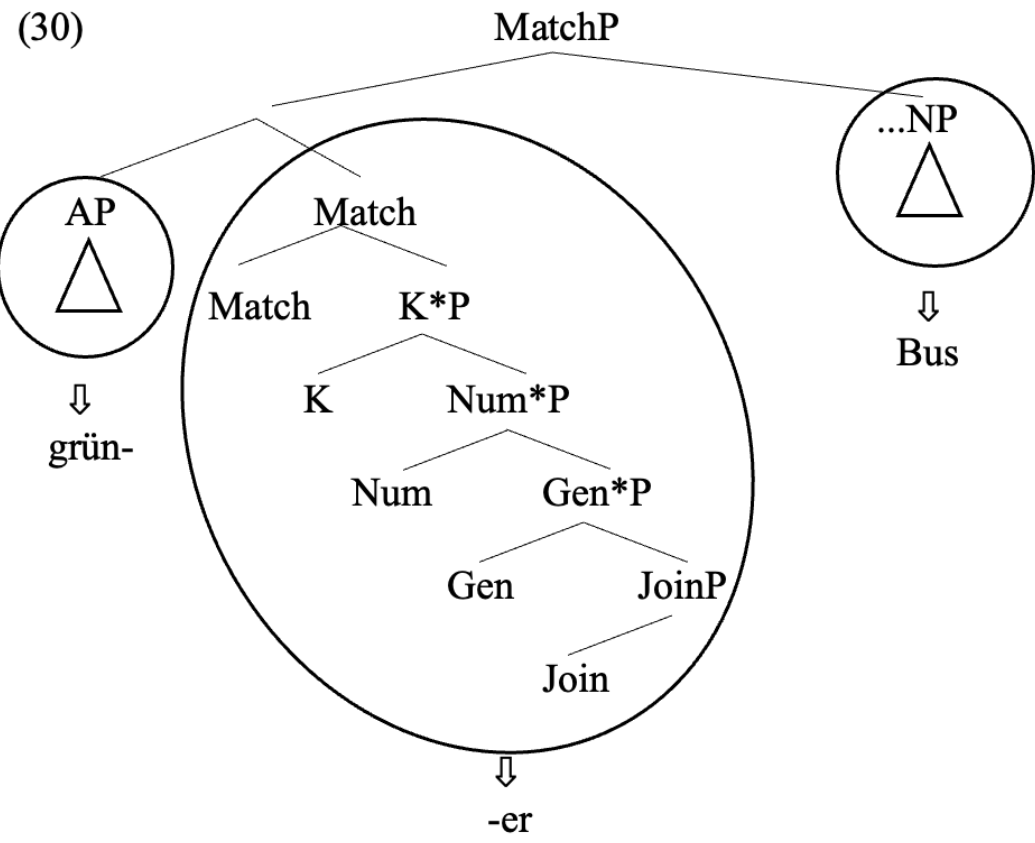 (30)
MatchP
...NP
AP
Match
Match K*P
Bus
K Num*P
grün-
Num Gen*P
Gen JoinP
Join
-er